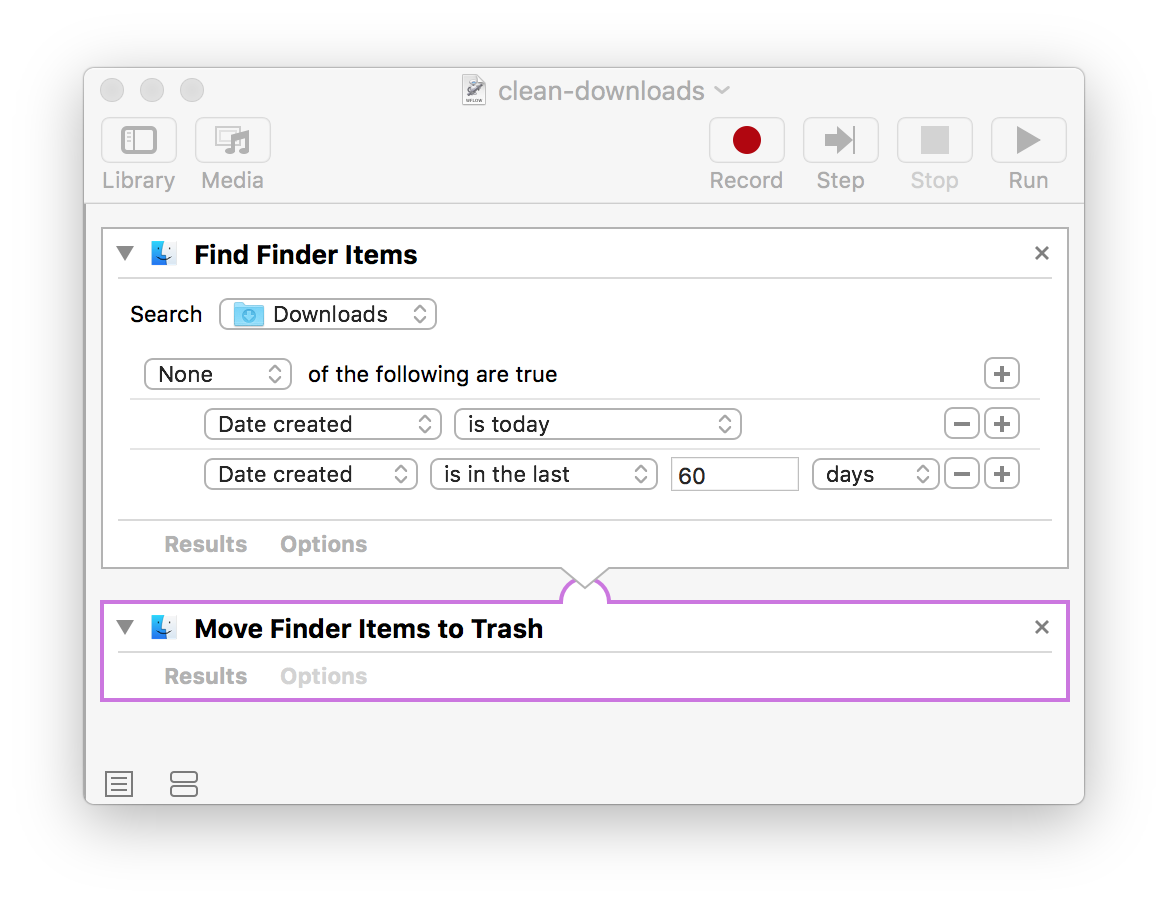 clean-downloads
Library Media Record Step Stop Run
Find Finder Items
Search Downloads
None of the following are true
Date created is today
Date created is in the last 60 days
Results Options
Move Finder Items to Trash
Results Options